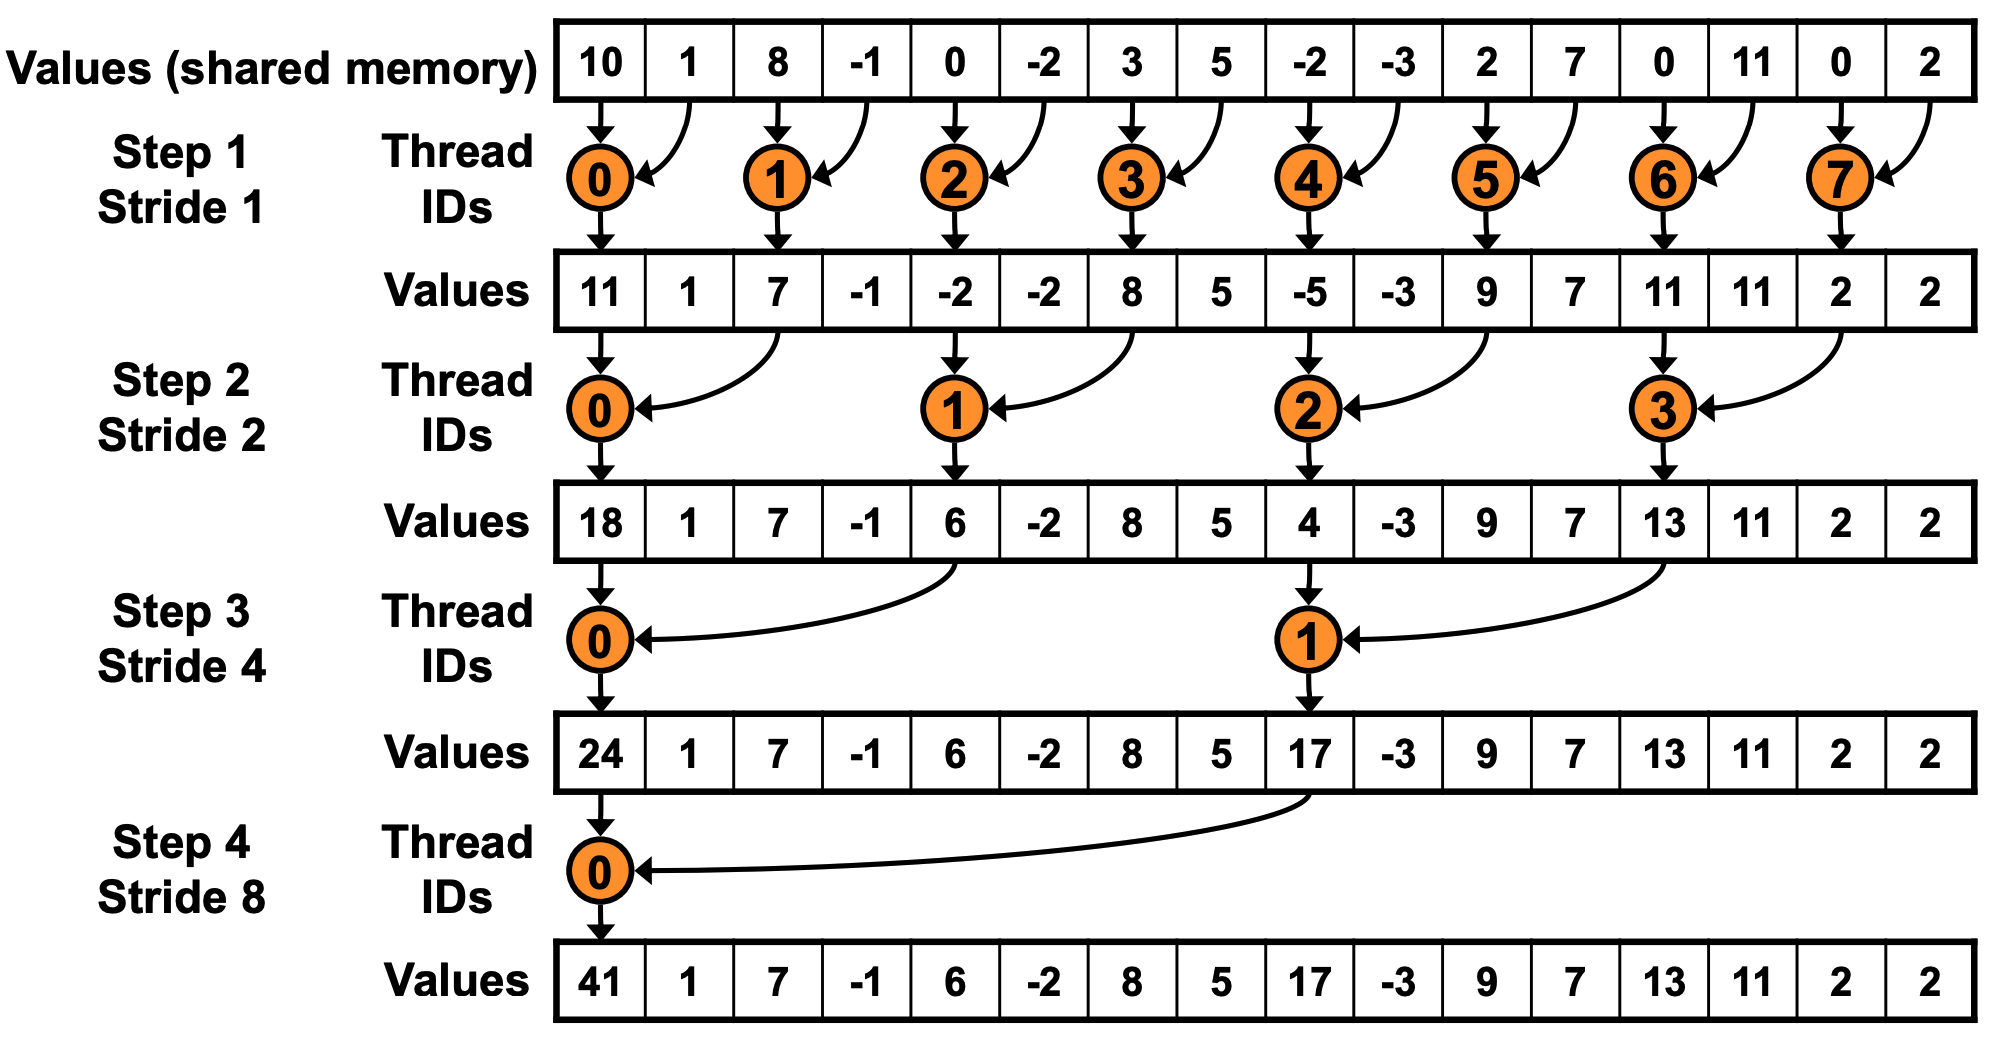 Values (shared memory) 10 1 8 -1 0 -2 3 5 -2 -3 2 7 0 11 0 2
Step 1 Thread 0 1 2 3 4 5 6 7
Stride 1 IDs
Values 11 1 7 -1 -2 -2 8 5 -5 -3 9 7 11 11 2 2
Step 2 Thread 0 1 2 3
Stride 2 IDs
Values 18 1 7 -1 6 -2 8 5 4 -3 9 7 13 11 2 2
Step 3 Thread 0 1
Stride 4 IDs
Values 24 1 7 -1 6 -2 8 5 17 -3 9 7 13 11 2 2
Step 4 Thread 0
Stride 8 IDs
Values 41 1 7 -1 6 -2 8 5 17 -3 9 7 13 11 2 2